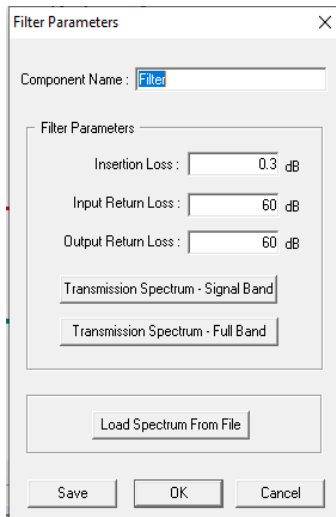 Filter Parameters
Component Name : Filter
Filter Parameters
Insertion Loss : 0.3 dB
Input Return Loss : 60 dB
Output Return Loss : 60 dB
Transmission Spectrum - Signal Band
Transmission Spectrum - Full Band
Load Spectrum From File
Save OK Cancel